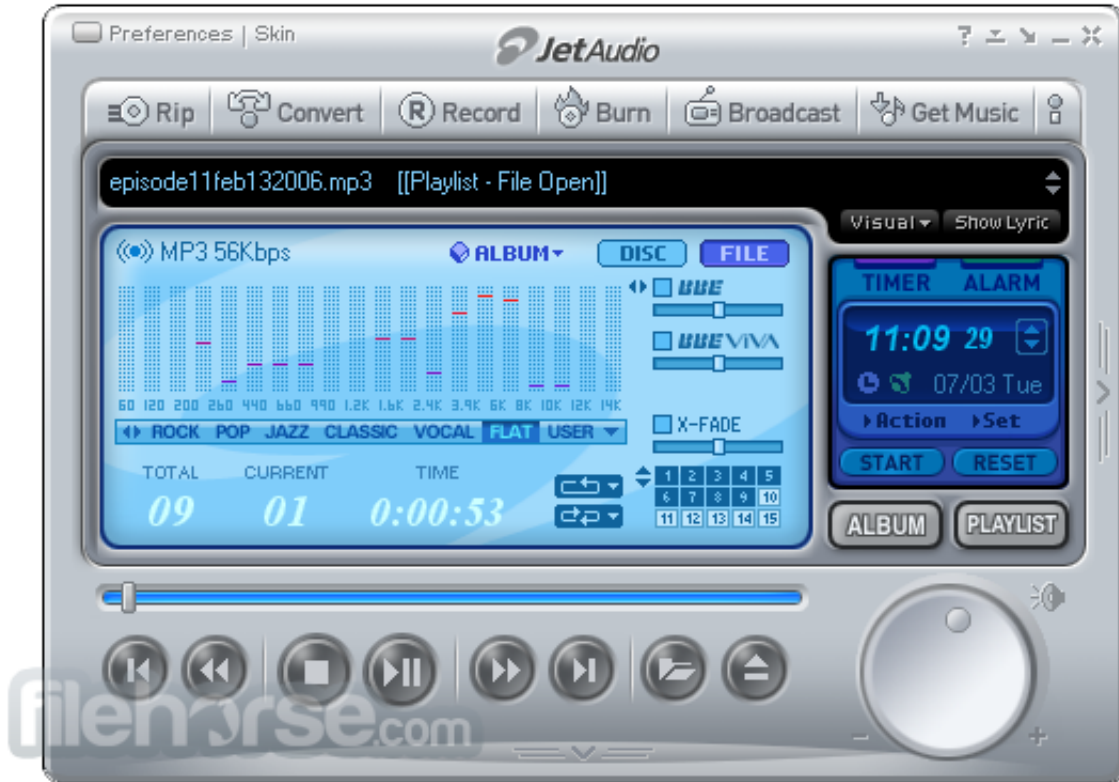 Preferences | Skin
JetAudio
Rip Convert Record Burn Broadcast Get Music
episode11feb132006.mp3 [[Playlist - File Open]]
Visual Show Lyric
MP3 56Kbps ALBUM DISC FILE
TIMER ALARM
BBE
BBE VIVA
11:09 29
07/03 Tue
60 120 200 260 440 660 990 1.2K 1.6K 2.4K 3.9K 5K 8K 10K 12K 14K
ROCK POP JAZZ CLASSIC VOCAL FLAT USER
X-FADE
Action Set
START RESET
TOTAL CURRENT TIME
09 01 0:00:53
1 2 3 4 5
6 7 8 9 10
11 12 13 14 15
ALBUM PLAYLIST
filehorse.com